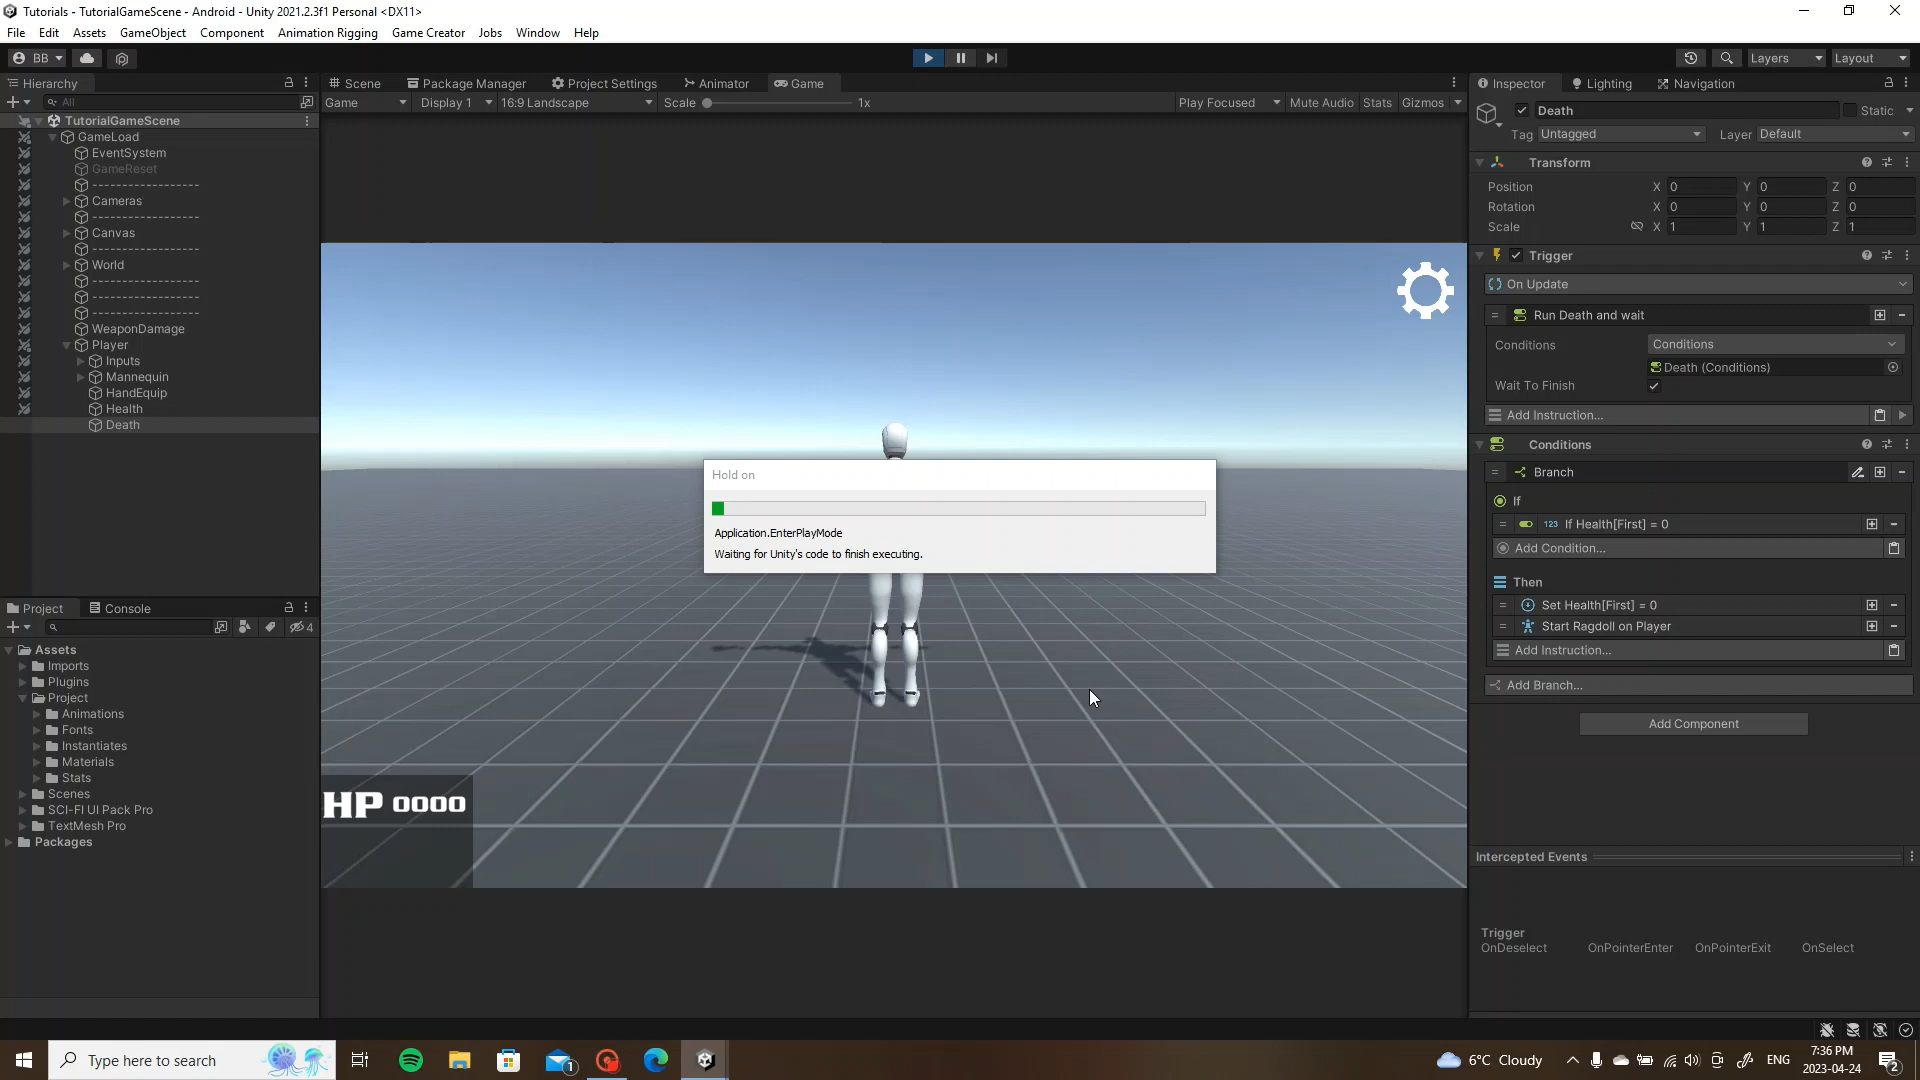 Tutorials - TutorialGameScene - Android - Unity 2021.2.3f1 Personal <DX11>
File Edit Assets GameObject Component Animation Rigging Game Creator Jobs Window Help
BB Layers Layout
Hierarchy Scene Package Manager Project Settings Animator Game Inspector Lighting Navigation
All Game Display 1 16:9 Landscape Scale 1x Play Focused Mute Audio Stats Gizmos
TutorialGameScene
GameLoad
EventSystem
GameReset
-------------------
Cameras
-------------------
Canvas
-------------------
World
-------------------
-------------------
-------------------
WeaponDamage
Player
Inputs
Mannequin
HandEquip
Health
Death
Project Console
4
Assets
Imports
Plugins
Project
Animations
Fonts
Instantiates
Materials
Stats
Scenes
SCI-FI UI Pack Pro
TextMesh Pro
Packages
Hold on
Application.EnterPlayMode
Waiting for Unity's code to finish executing.
HP 0000
Death Static
Tag Untagged Layer Default
Transform
Position X 0 Y 0 Z 0
Rotation X 0 Y 0 Z 0
Scale X 1 Y 1 Z 1
Trigger
On Update
= Run Death and wait
Conditions Conditions
Death (Conditions)
Wait To Finish
Add Instruction...
Conditions
= Branch
If
= 123 If Health[First] = 0
Add Condition...
Then
= Set Health[First] = 0
= Start Ragdoll on Player
Add Instruction...
Add Branch...
Add Component
Intercepted Events
Trigger
OnDeselect OnPointerEnter OnPointerExit OnSelect
Type here to search 1 6°C Cloudy ENG 7:36 PM 2
2023-04-24